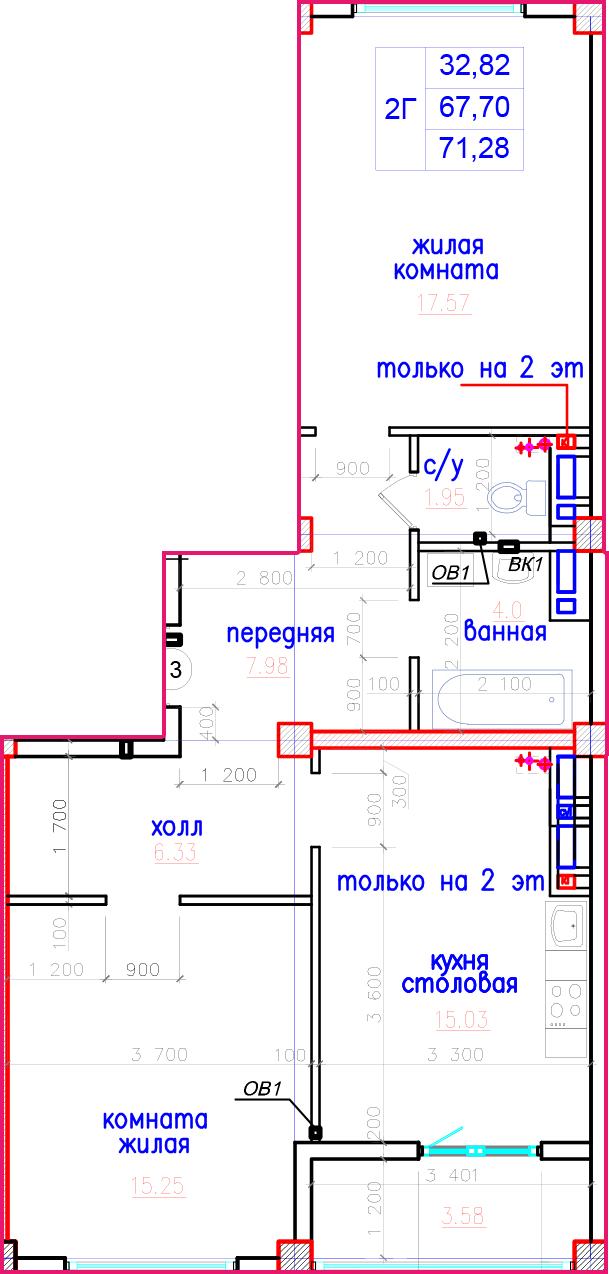 32,82
2Г
67,70
71,28
жилая
комната
17.57
только на 2 эт
с/у
900
1.95
1 200
1 200
2 800
ОВ1
ВК1
4.0
передняя
ванная
700
2 200
7.98
3
100
2 100
900
400
1 200
300
900
1 700
холл
6.33
только на 2 эт
100
1 200
900
кухня
столовая
3 600
15.03
3 700
100
3 300
ОВ1
комната
жилая
200
15.25
3 401
1 200
3.58